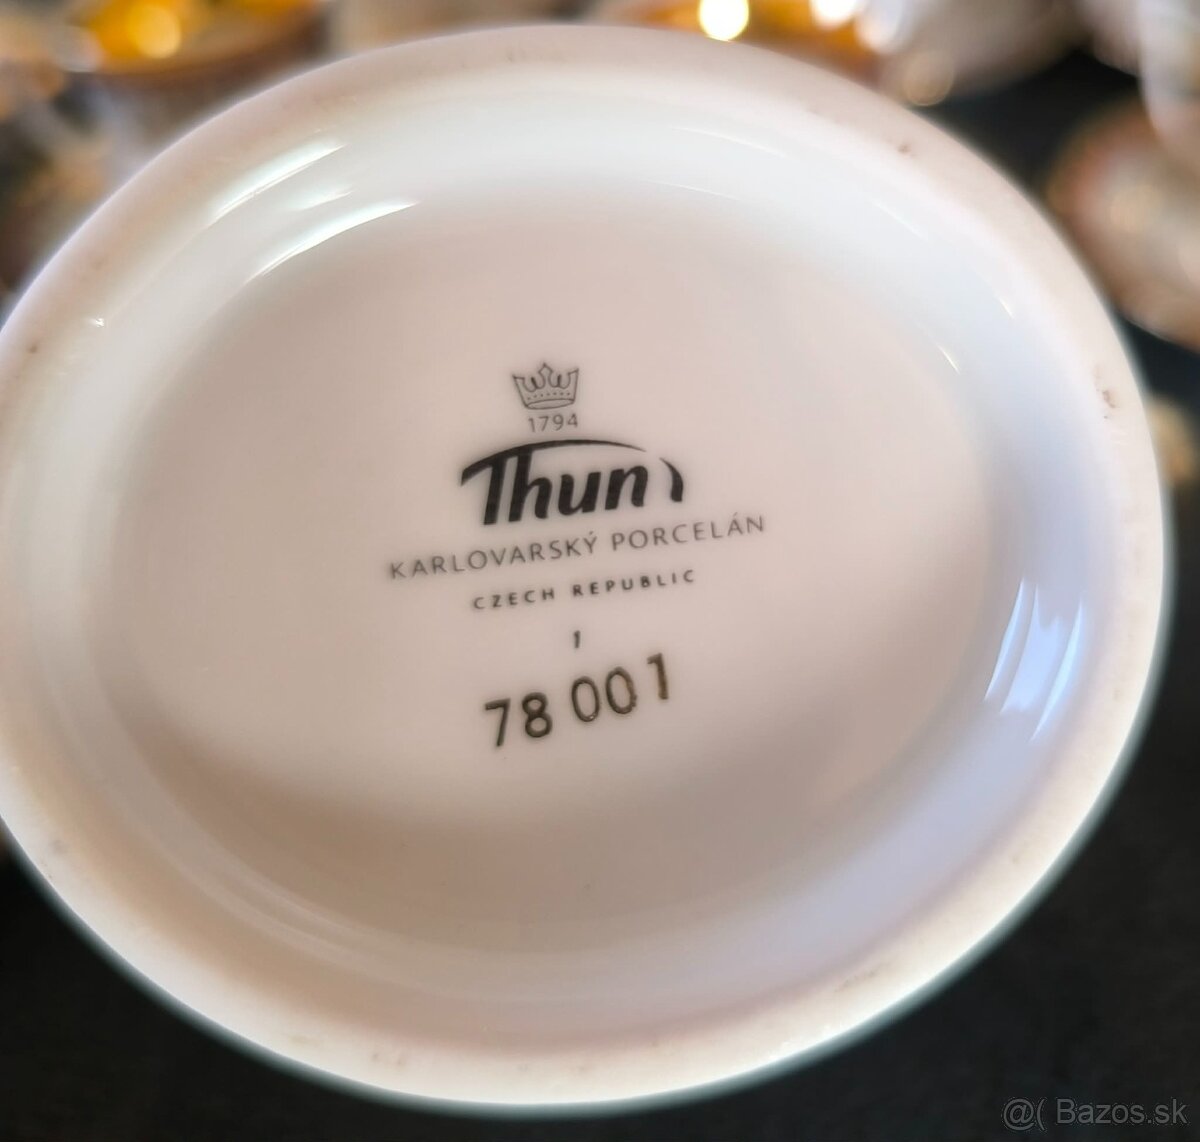 1794
Thun
KARLOVARSKÝ PORCELÁN
CZECH REPUBLIC
1
78 001
@( Bazos.sk